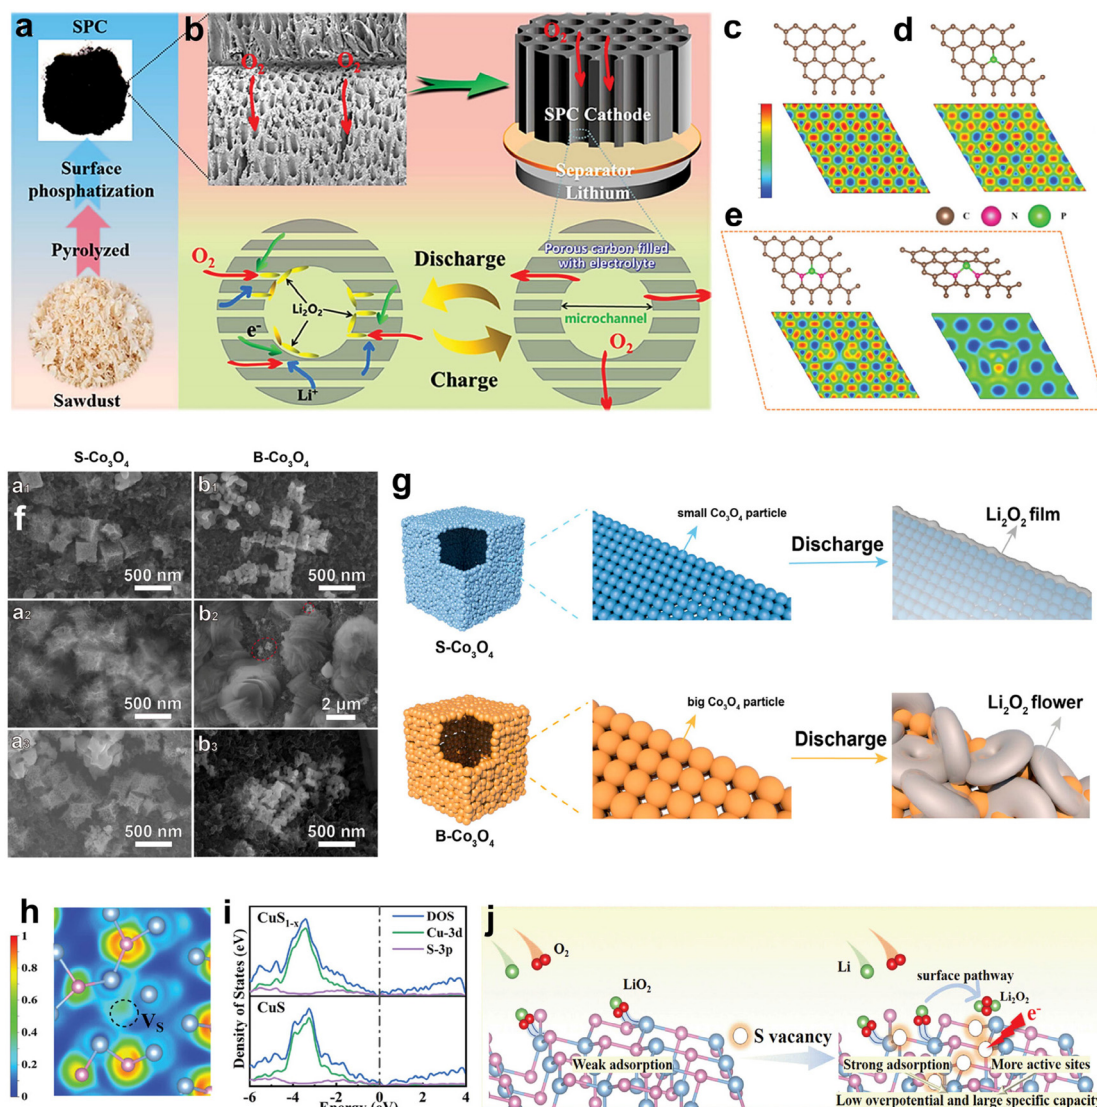 a
SPC
Surface
phosphatization
Pyrolyzed
Sawdust
b
O₂
O₂
O₂
SPC Cathode
Separator
Lithium
Porous carbon filled
with electrolyte
O₂
Li₂O₂
e⁻
Li⁺
Discharge
Charge
microchannel
O₂
c
d
e
C
N
P
S-Co₃O₄
B-Co₃O₄
f
a₁
500 nm
b₁
500 nm
a₂
500 nm
b₂
2 µm
a₃
500 nm
b₃
500 nm
g
S-Co₃O₄
small Co₃O₄ particle
Discharge
Li₂O₂ film
B-Co₃O₄
big Co₃O₄ particle
Discharge
Li₂O₂ flower
h
1
0.8
0.6
0.4
0.2
0
Vₛ
i
Density of States (eV)
CuS₁₋ₓ
DOS
Cu-3d
S-3p
CuS
-6
-4
-2
0
2
4
Energy (eV)
j
O₂
Li
LiO₂
Weak adsorption
S vacancy
Li
O₂
surface pathway
Li₂O₂
e⁻
Strong adsorption
More active sites
Low overpotential and large specific capacity